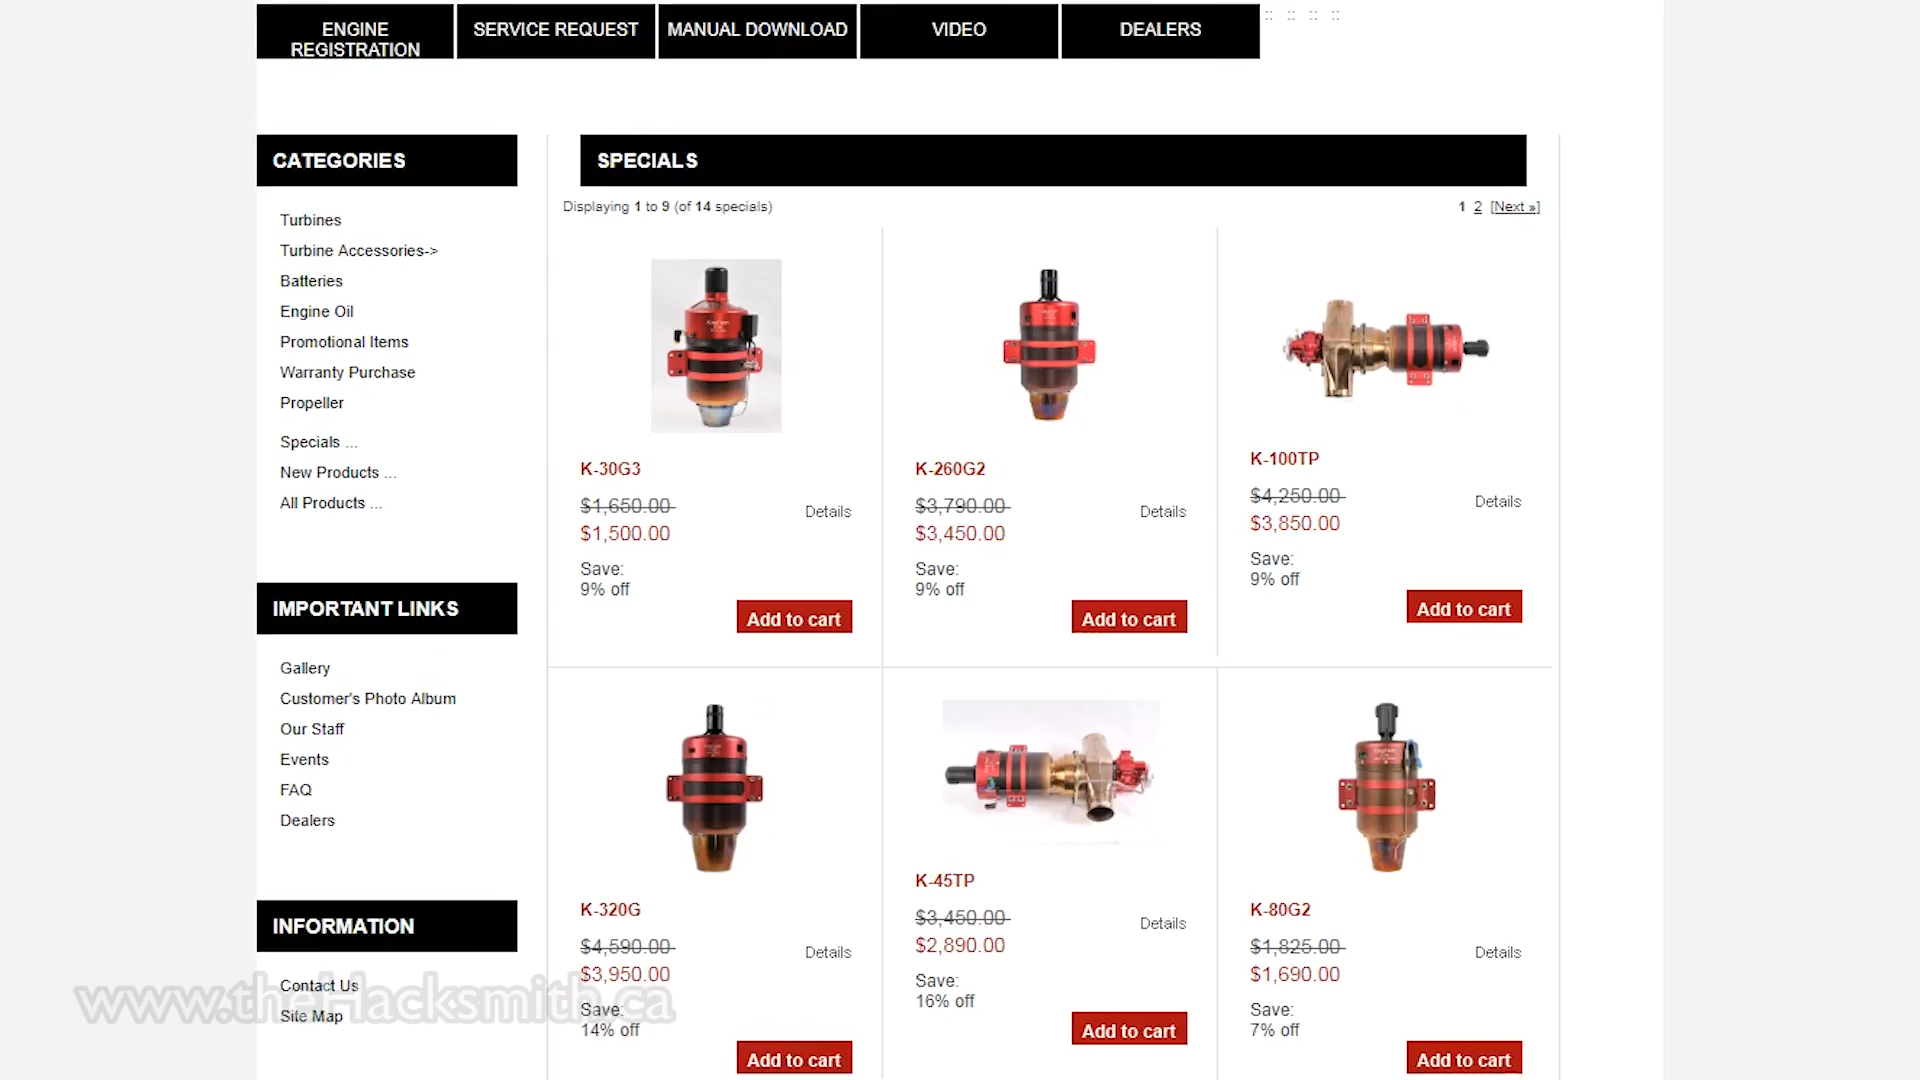 ENGINE
REGISTRATION
SERVICE REQUEST
MANUAL DOWNLOAD
VIDEO
DEALERS
CATEGORIES
Turbines
Turbine Accessories->
Batteries
Engine Oil
Promotional Items
Warranty Purchase
Propeller
Specials ...
New Products ...
All Products ...
IMPORTANT LINKS
Gallery
Customer's Photo Album
Our Staff
Events
FAQ
Dealers
INFORMATION
Contact Us
Site Map
SPECIALS
Displaying 1 to 9 (of 14 specials)
1 2 [Next »]
K-30G3
$1,650.00
$1,500.00
Details
Save:
9% off
Add to cart
K-260G2
$3,790.00
$3,450.00
Details
Save:
9% off
Add to cart
K-100TP
$4,250.00
$3,850.00
Details
Save:
9% off
Add to cart
K-320G
$4,590.00
$3,950.00
Details
Save:
14% off
Add to cart
K-45TP
$3,450.00
$2,890.00
Details
Save:
16% off
Add to cart
K-80G2
$1,825.00
$1,690.00
Details
Save:
7% off
Add to cart
www.theHacksmith.ca